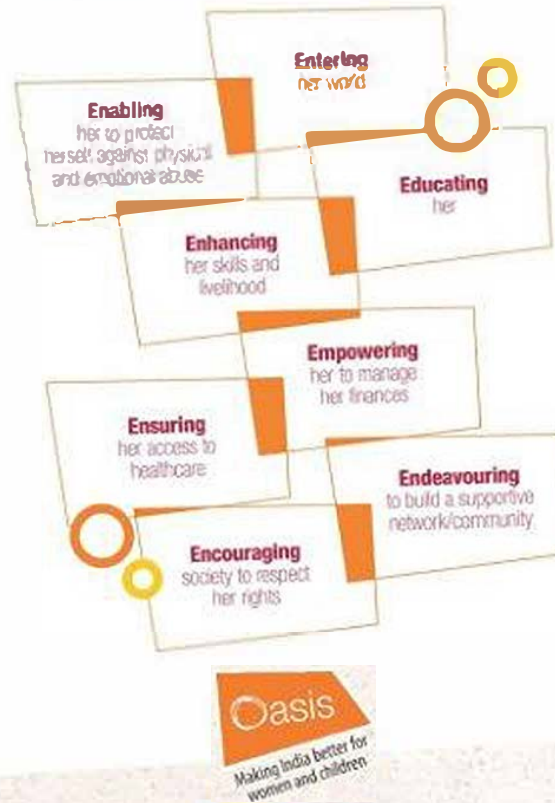 Entering
her world
Enabling
her to protect
herself against physical
and emotional abuse
Educating
her
Enhancing
her skills and
livelihood
Empowering
her to manage
her finances
Ensuring
her access to
healthcare
Endeavouring
to build a supportive
network/community
Encouraging
society to respect
her rights
Oasis
Making India better for
women and children